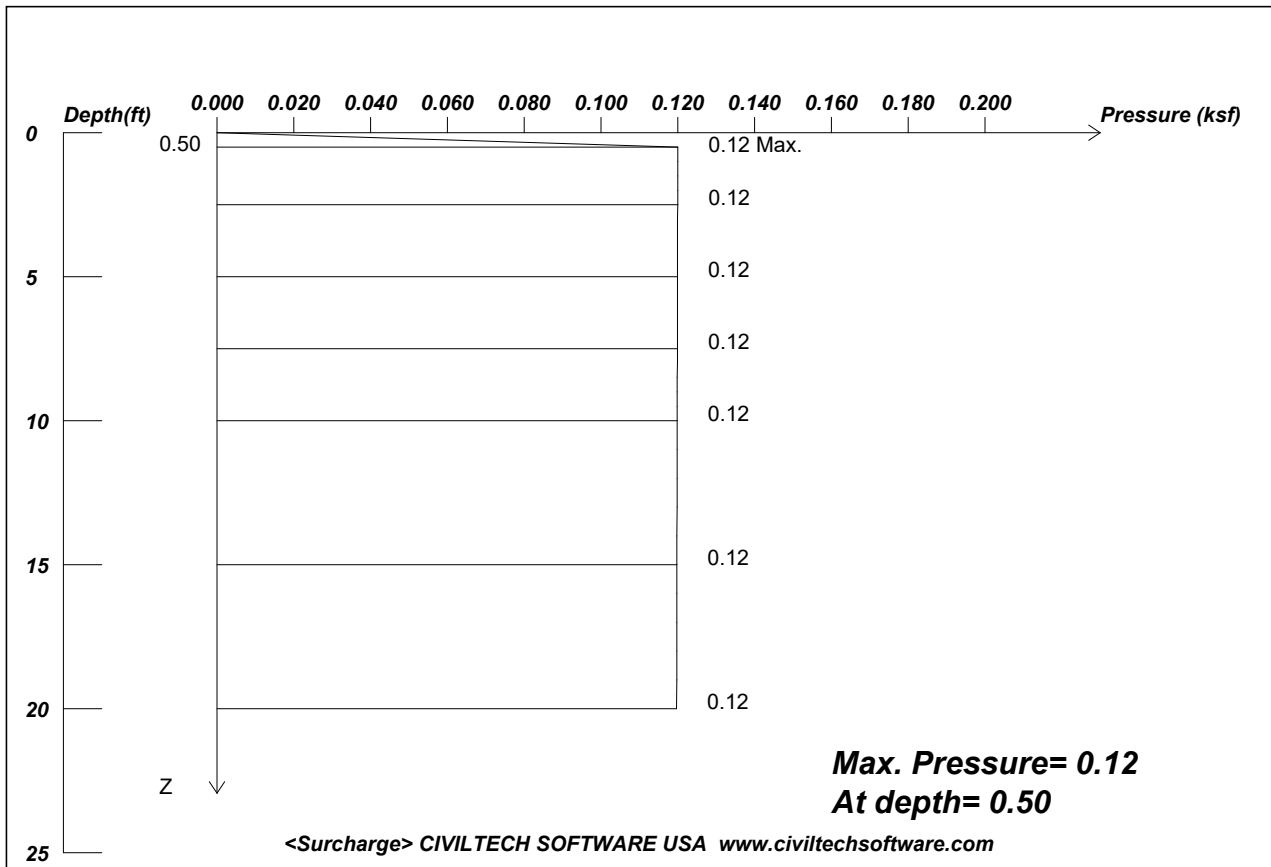 0.000 0.020 0.040 0.060 0.080 0.100 0.120 0.140 0.160 0.180 0.200
Depth(ft) Pressure (ksf)
0
0.50 0.12 Max.
0.12
5 0.12
0.12
10 0.12
15 0.12
20 0.12
Max. Pressure= 0.12
Z
At depth= 0.50
<Surcharge> CIVILTECH SOFTWARE USA www.civiltechsoftware.com
25